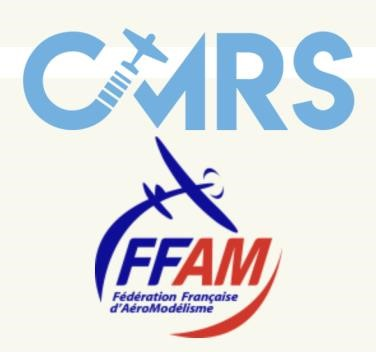 CMRS
FFAM
Fédération Française
d'AéroModélisme